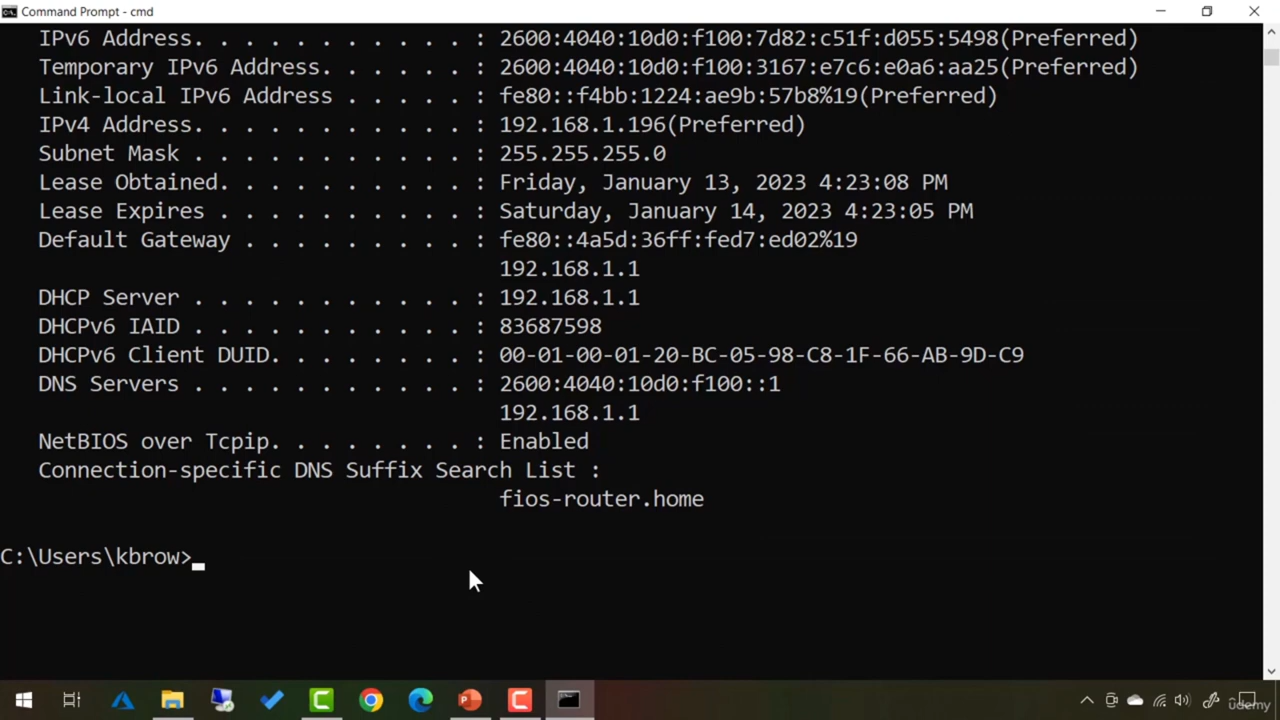 Command Prompt - cmd
IPv6 Address. . . . . . . . . . . : 2600:4040:10d0:f100:7d82:c51f:d055:5498(Preferred)
Temporary IPv6 Address. . . . . . : 2600:4040:10d0:f100:3167:e7c6:e0a6:aa25(Preferred)
Link-local IPv6 Address . . . . . : fe80::f4bb:1224:ae9b:57b8%19(Preferred)
IPv4 Address. . . . . . . . . . . : 192.168.1.196(Preferred)
Subnet Mask . . . . . . . . . . . : 255.255.255.0
Lease Obtained. . . . . . . . . . : Friday, January 13, 2023 4:23:08 PM
Lease Expires . . . . . . . . . . : Saturday, January 14, 2023 4:23:05 PM
Default Gateway . . . . . . . . . : fe80::4a5d:36ff:fed7:ed02%19
192.168.1.1
DHCP Server . . . . . . . . . . . : 192.168.1.1
DHCPv6 IAID . . . . . . . . . . . : 83687598
DHCPv6 Client DUID. . . . . . . . : 00-01-00-01-20-BC-05-98-C8-1F-66-AB-9D-C9
DNS Servers . . . . . . . . . . . : 2600:4040:10d0:f100::1
192.168.1.1
NetBIOS over Tcpip. . . . . . . . : Enabled
Connection-specific DNS Suffix Search List :
fios-router.home
C:\Users\kbrow>
udemy